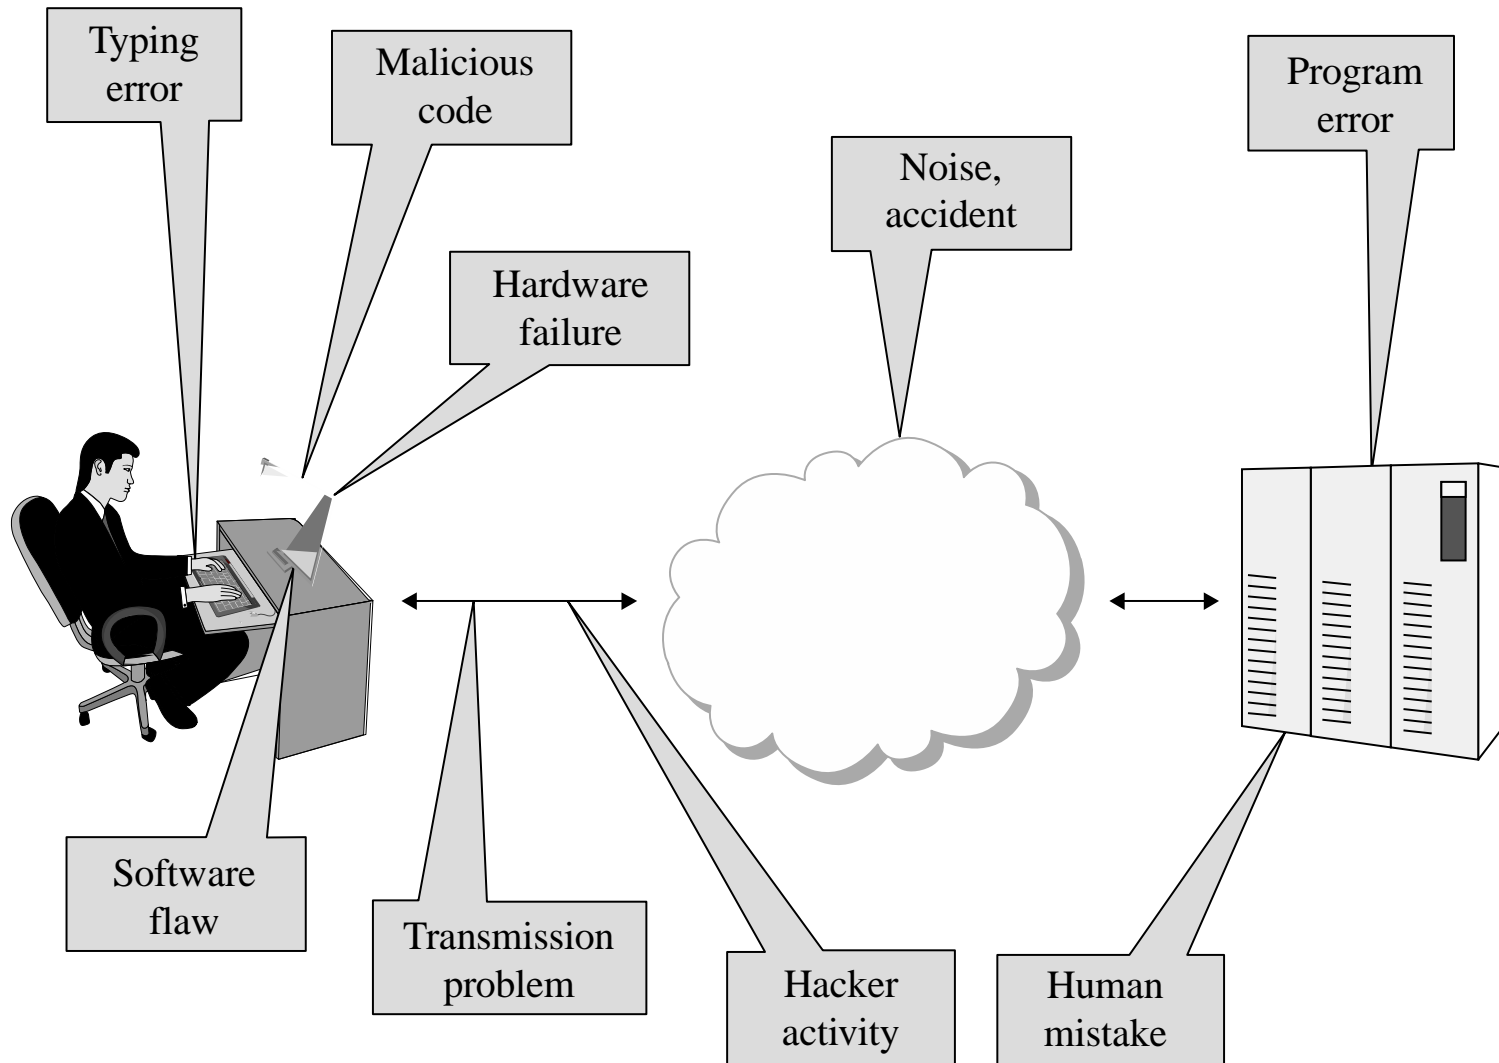 Typing
error
Malicious
code
Program
error
Noise,
accident
Hardware
failure
Software
flaw
Transmission
problem
Hacker
activity
Human
mistake